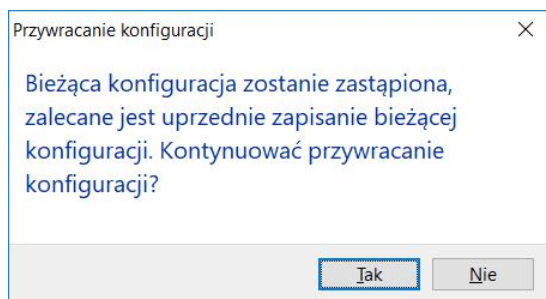 Przywracanie konfiguracji
Bieżąca konfiguracja zostanie zastąpiona,
zalecane jest uprzednie zapisanie bieżącej
konfiguracji. Kontynuować przywracanie
konfiguracji?
Tak Nie